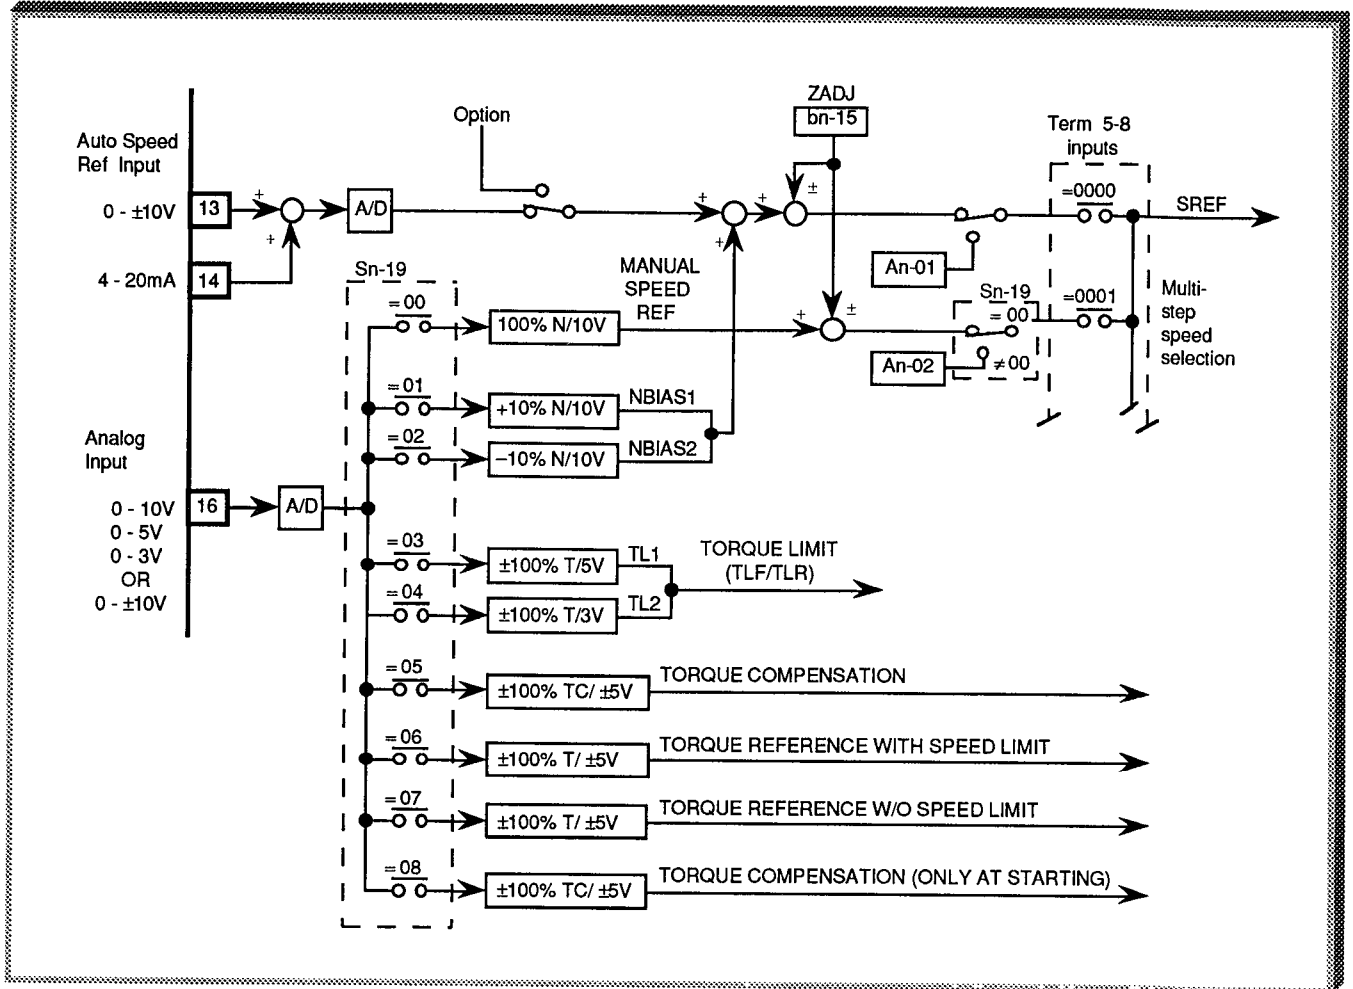 ZADJ
bn-15
Option
Term 5-8
inputs
Auto Speed
Ref Input
0 - ±10V
13
+
+
A/D
+
+
+
±
=0000
SREF
4 - 20mA
14
An-01
Sn-19
=00
100% N/10V
MANUAL
SPEED
REF
+
±
Sn-19
=00
≠00
An-02
=0001
Multi-
step
speed
selection
=01
+10% N/10V
NBIAS1
=02
−10% N/10V
NBIAS2
Analog
Input
0 - 10V
0 - 5V
0 - 3V
OR
0 - ±10V
16
A/D
=03
±100% T/5V
TL1
TORQUE LIMIT
(TLF/TLR)
=04
±100% T/3V
TL2
=05
±100% TC/ ±5V
TORQUE COMPENSATION
=06
±100% T/ ±5V
TORQUE REFERENCE WITH SPEED LIMIT
=07
±100% T/ ±5V
TORQUE REFERENCE W/O SPEED LIMIT
=08
±100% TC/ ±5V
TORQUE COMPENSATION (ONLY AT STARTING)